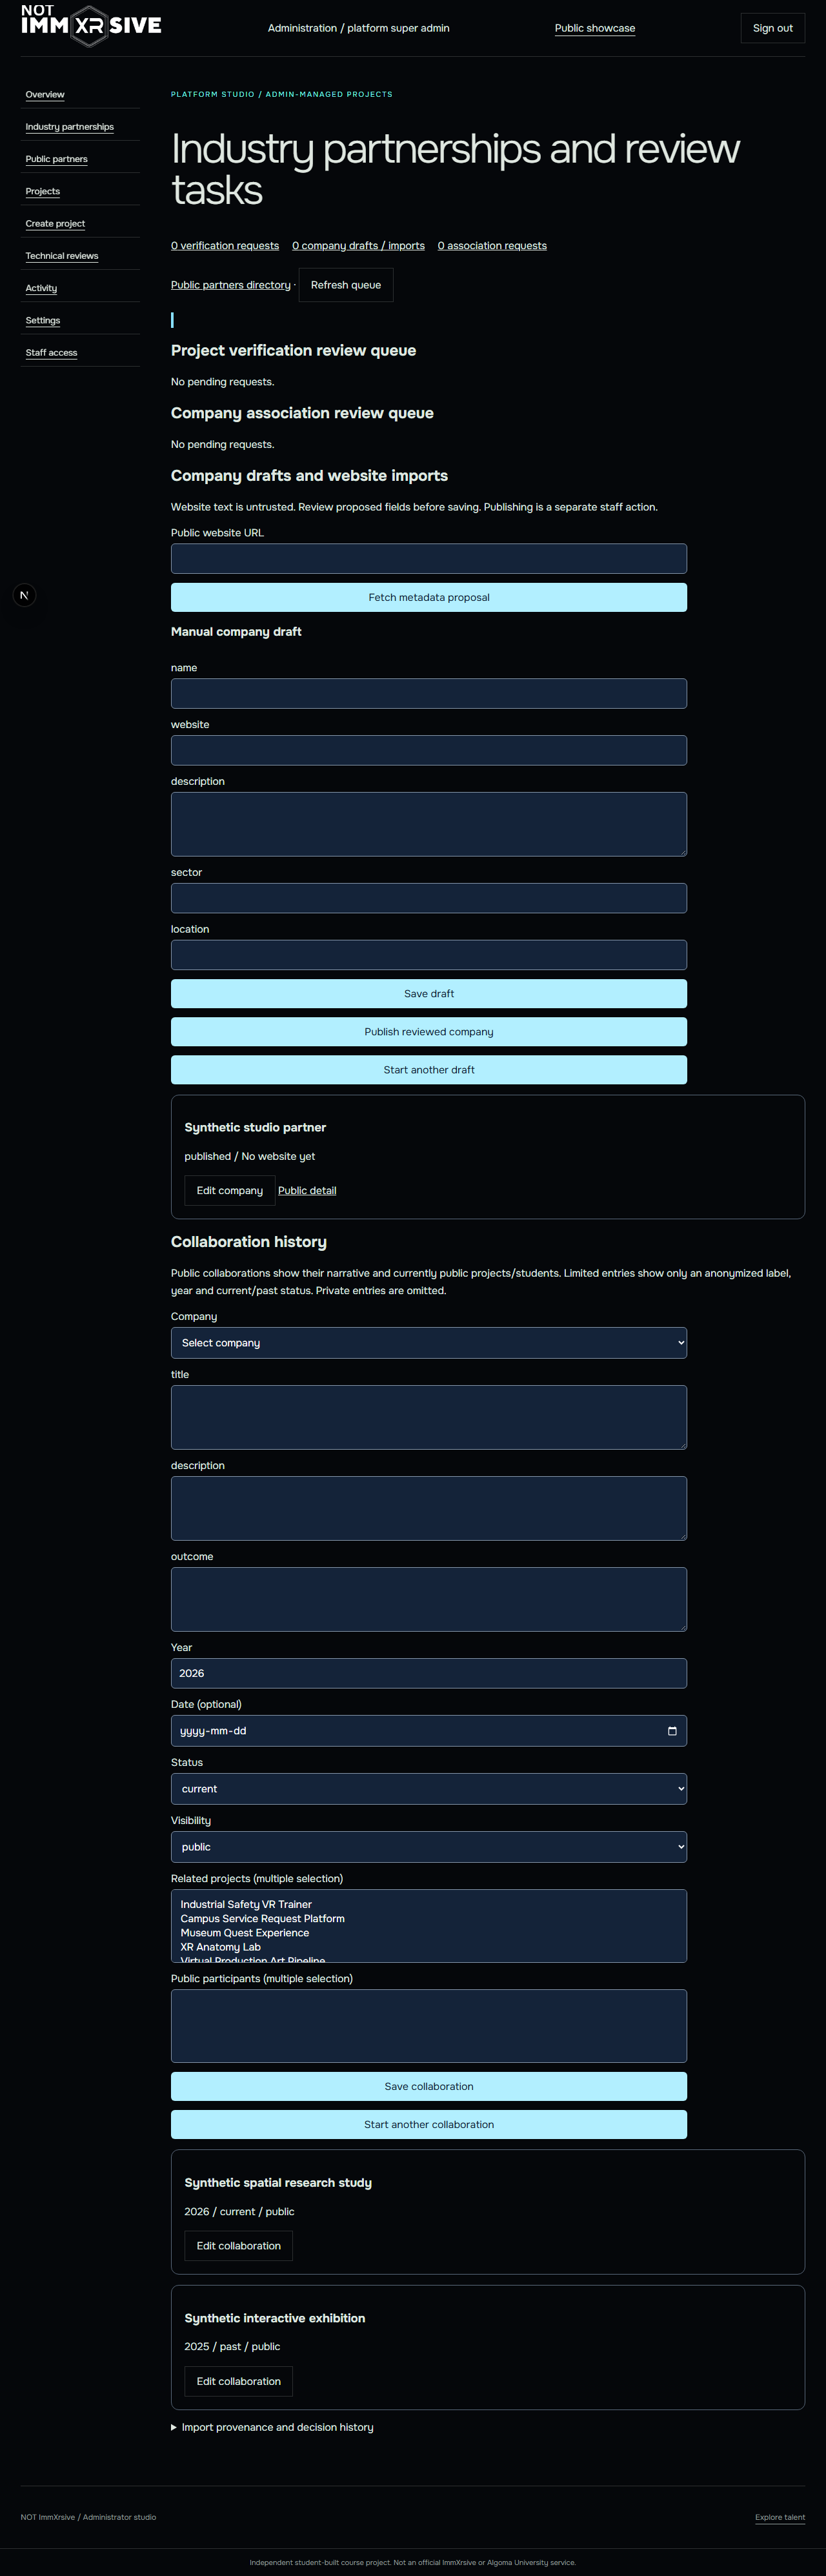 NOT
IMMXRSIVE
Administration / platform super admin
Public showcase
Sign out
Overview
Industry partnerships
Public partners
Projects
Create project
Technical reviews
Activity
Settings
Staff access
PLATFORM STUDIO / ADMIN-MANAGED PROJECTS
Industry partnerships and review
tasks
0 verification requests 0 company drafts / imports 0 association requests
Public partners directory · Refresh queue
Project verification review queue
No pending requests.
Company association review queue
No pending requests.
Company drafts and website imports
Website text is untrusted. Review proposed fields before saving. Publishing is a separate staff action.
Public website URL
N
Fetch metadata proposal
Manual company draft
name
website
description
sector
location
Save draft
Publish reviewed company
Start another draft
Synthetic studio partner
published / No website yet
Edit company Public detail
Collaboration history
Public collaborations show their narrative and currently public projects/students. Limited entries show only an anonymized label,
year and current/past status. Private entries are omitted.
Company
Select company
title
description
outcome
Year
2026
Date (optional)
yyyy-mm-dd
Status
current
Visibility
public
Related projects (multiple selection)
Industrial Safety VR Trainer
Campus Service Request Platform
Museum Quest Experience
XR Anatomy Lab
Virtual Production Art Pipeline
Public participants (multiple selection)
Save collaboration
Start another collaboration
Synthetic spatial research study
2026 / current / public
Edit collaboration
Synthetic interactive exhibition
2025 / past / public
Edit collaboration
Import provenance and decision history
NOT ImmXrsive / Administrator studio
Explore talent
Independent student-built course project. Not an official ImmXrsive or Algoma University service.